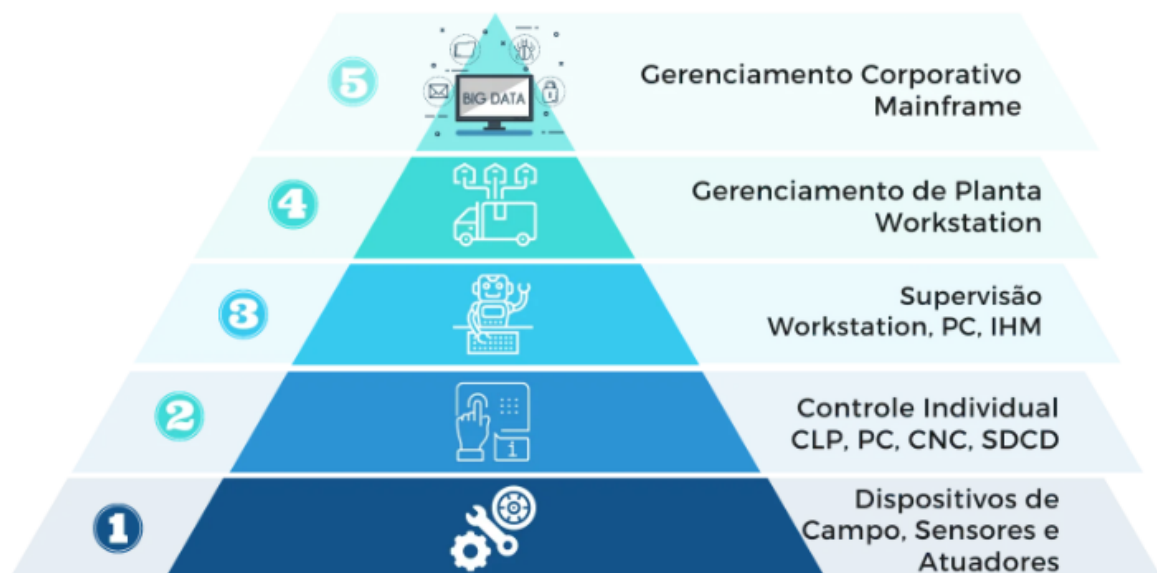 5
BIG DATA
Gerenciamento Corporativo
Mainframe
4
Gerenciamento de Planta
Workstation
3
Supervisão
Workstation, PC, IHM
2
i
Controle Individual
CLP, PC, CNC, SDCD
1
Dispositivos de
Campo, Sensores e
Atuadores